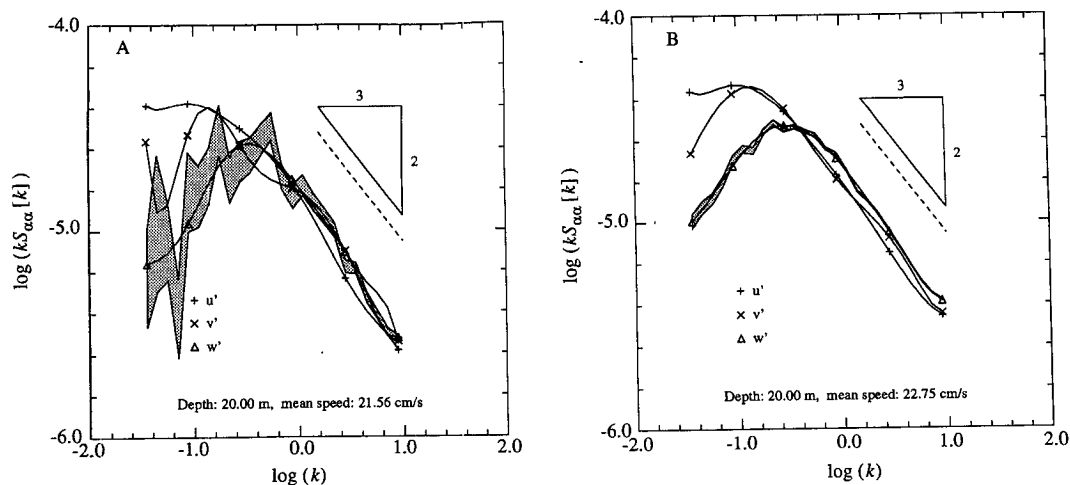 A
-4.0
-5.0
-6.0
log (kS_αα [k])
3
2
+ u'
× v'
△ w'
Depth: 20.00 m, mean speed: 21.56 cm/s
-2.0 -1.0 0.0 1.0 2.0
log (k)
B
-4.0
-5.0
-6.0
log (kS_αα [k])
3
2
+ u'
× v'
△ w'
Depth: 20.00 m, mean speed: 22.75 cm/s
-2.0 -1.0 0.0 1.0 2.0
log (k)